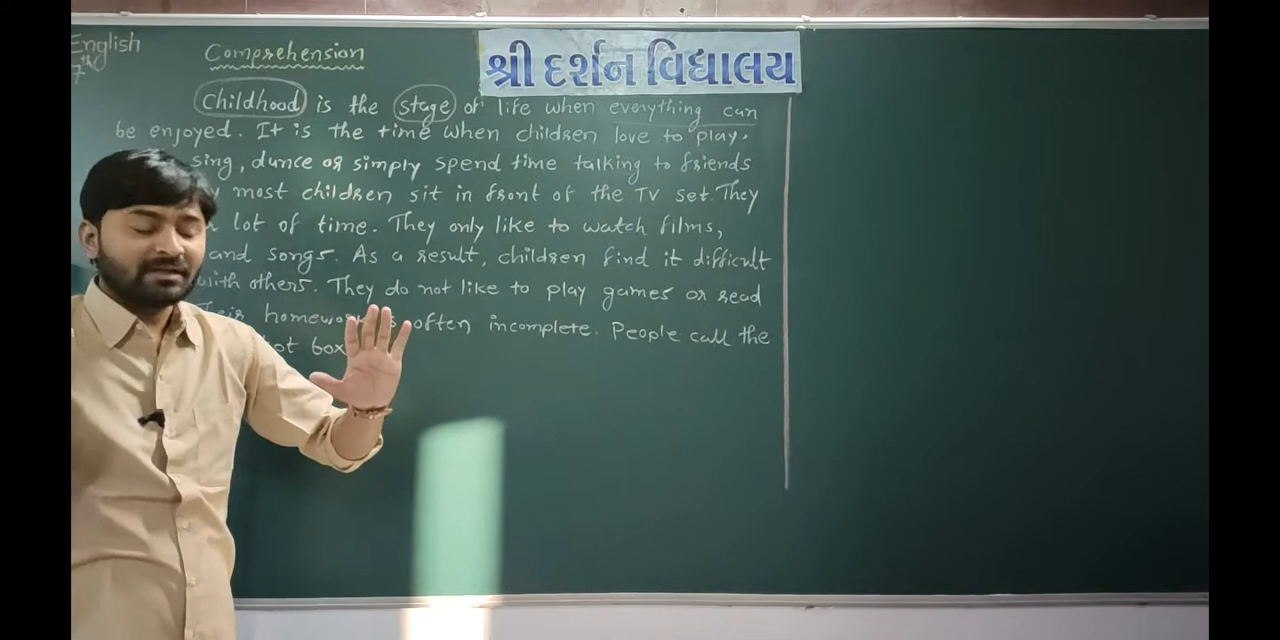 English
7th
Comprehension
શ્રી દર્શન વિદ્યાલય
Childhood is the stage of life when everything can
be enjoyed. It is the time when children love to play,
sing, dance or simply spend time talking to friends
most children sit in front of the TV set. They
lot of time. They only like to watch films,
and songs. As a result, children find it difficult
with others. They do not like to play games or read
Their homework is often incomplete. People call the
box